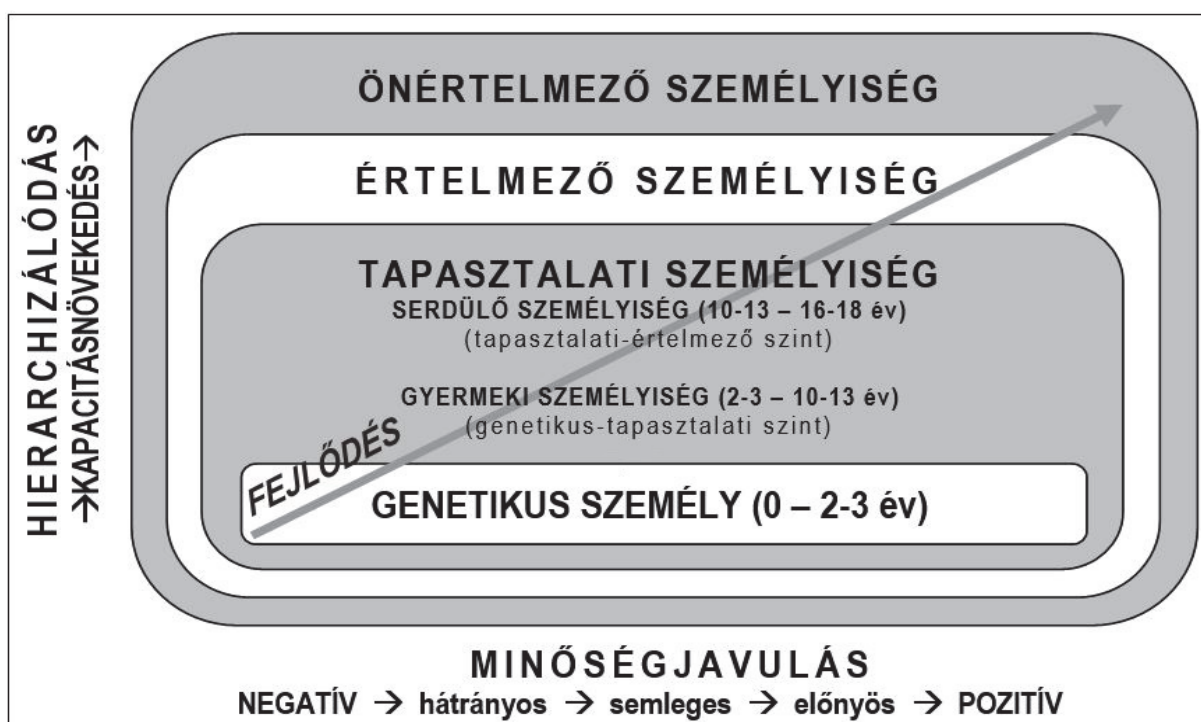 HIERARCHIZÁLÓDÁS
→KAPACITÁSNÖVEKEDÉS→
ÖNÉRTELMEZŐ SZEMÉLYISÉG
ÉRTELMEZŐ SZEMÉLYISÉG
TAPASZTALATI SZEMÉLYISÉG
SERDÜLŐ SZEMÉLYISÉG (10-13 – 16-18 év)
(tapasztalati-értelmező szint)
GYERMEKI SZEMÉLYISÉG (2-3 – 10-13 év)
(genetikus-tapasztalati szint)
FEJLŐDÉS
GENETIKUS SZEMÉLY (0 – 2-3 év)
MINŐSÉGJAVULÁS
NEGATÍV → hátrányos → semleges → előnyös → POZITÍV